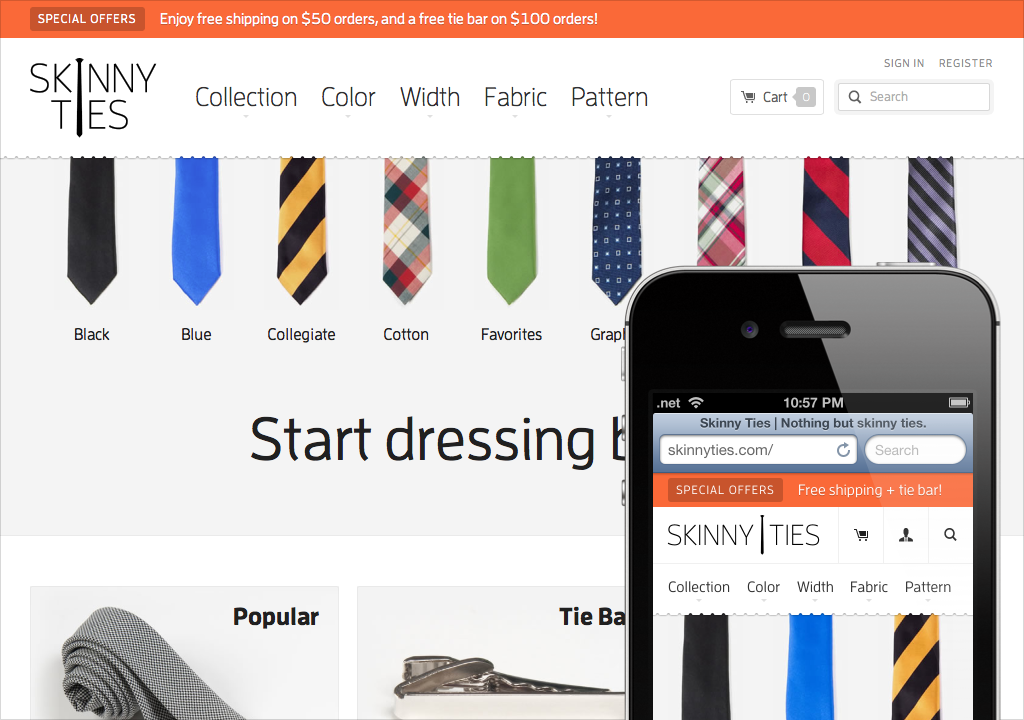 SPECIAL OFFERS Enjoy free shipping on $50 orders, and a free tie bar on $100 orders!
SIGN IN REGISTER
SKINNY
TIES
Collection Color Width Fabric Pattern
Cart 0
Search
Black Blue Collegiate Cotton Favorites Grap
Start dressing
Popular
Tie Ba
.net 10:57 PM
Skinny Ties | Nothing but skinny ties.
skinnyties.com/ Search
SPECIAL OFFERS Free shipping + tie bar!
SKINNY TIES
Collection Color Width Fabric Pattern